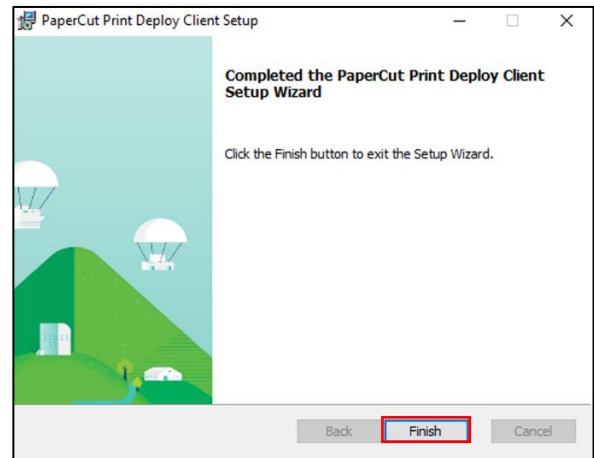 PaperCut Print Deploy Client Setup
Completed the PaperCut Print Deploy Client
Setup Wizard
Click the Finish button to exit the Setup Wizard.
Back Finish Cancel